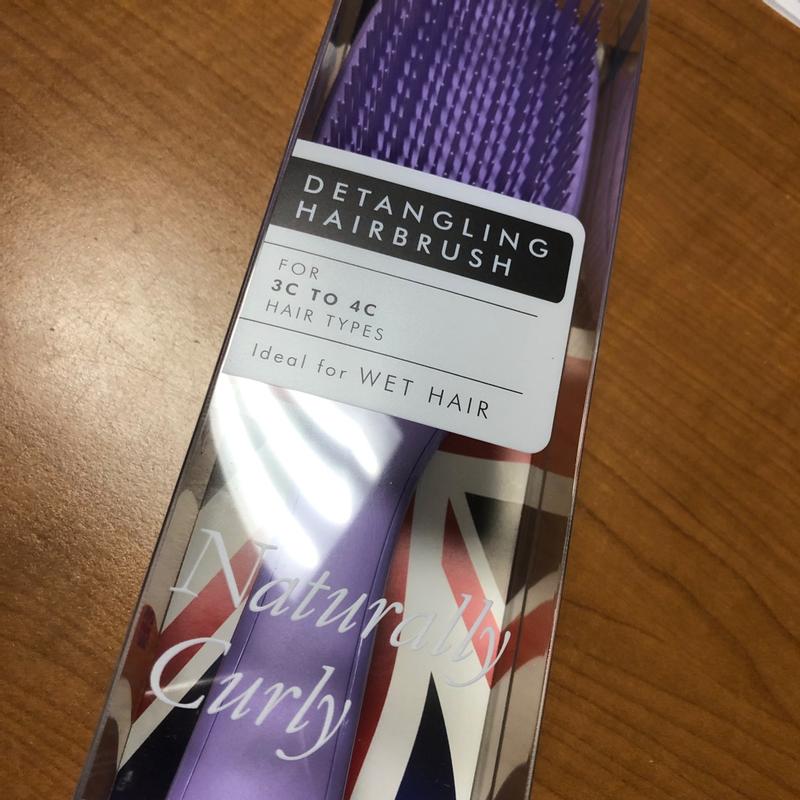 DETANGLING
HAIRBRUSH
FOR
3C TO 4C
HAIR TYPES
Ideal for WET HAIR
Naturally
Curly